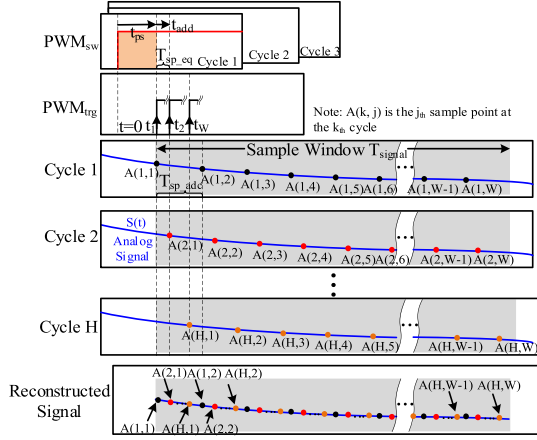 PWMsw
tps
tadd
Tsp_eq
Cycle 1
Cycle 2
Cycle 3
PWMtrg
t=0
t1
t2
tW
Note: A(k, j) is the jth sample point at
the kth cycle
Cycle 1
Sample Window Tsignal
A(1,1)
A(1,2)
A(1,3)
A(1,4)
A(1,5)
A(1,6)
...
A(1,W-1)
A(1,W)
Tsp_adc
Cycle 2
S(t)
Analog
Signal
A(2,1)
A(2,2)
A(2,3)
A(2,4)
A(2,5)
A(2,6)
...
A(2,W-1)
A(2,W)
Cycle H
A(H,1)
A(H,2)
A(H,3)
A(H,4)
A(H,5)
...
A(H,W-1)
A(H,W)
Reconstructed
Signal
A(2,1)
A(1,2)
A(H,2)
A(1,1)
A(H,1)
A(2,2)
...
A(H,W-1)
A(H,W)